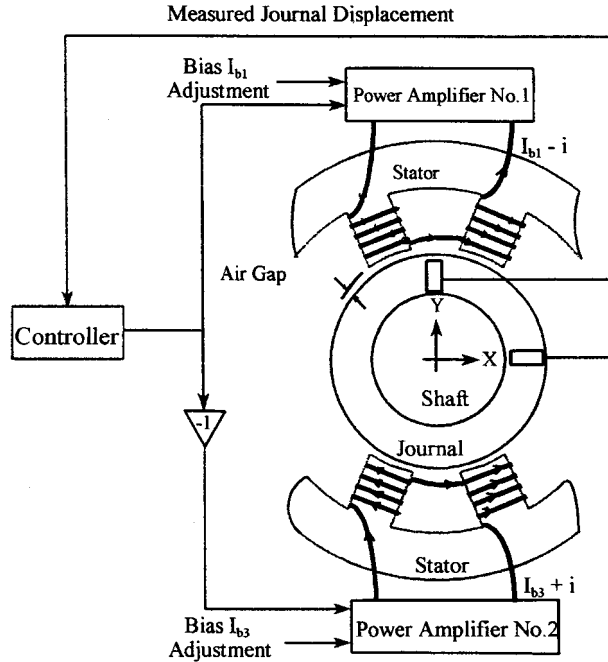 Measured Journal Displacement
Bias I_b1
Adjustment
Power Amplifier No.1
I_b1 - i
Stator
Air Gap
Controller
Y
X
Shaft
-1
Journal
Stator
I_b3 + i
Bias I_b3
Adjustment
Power Amplifier No.2